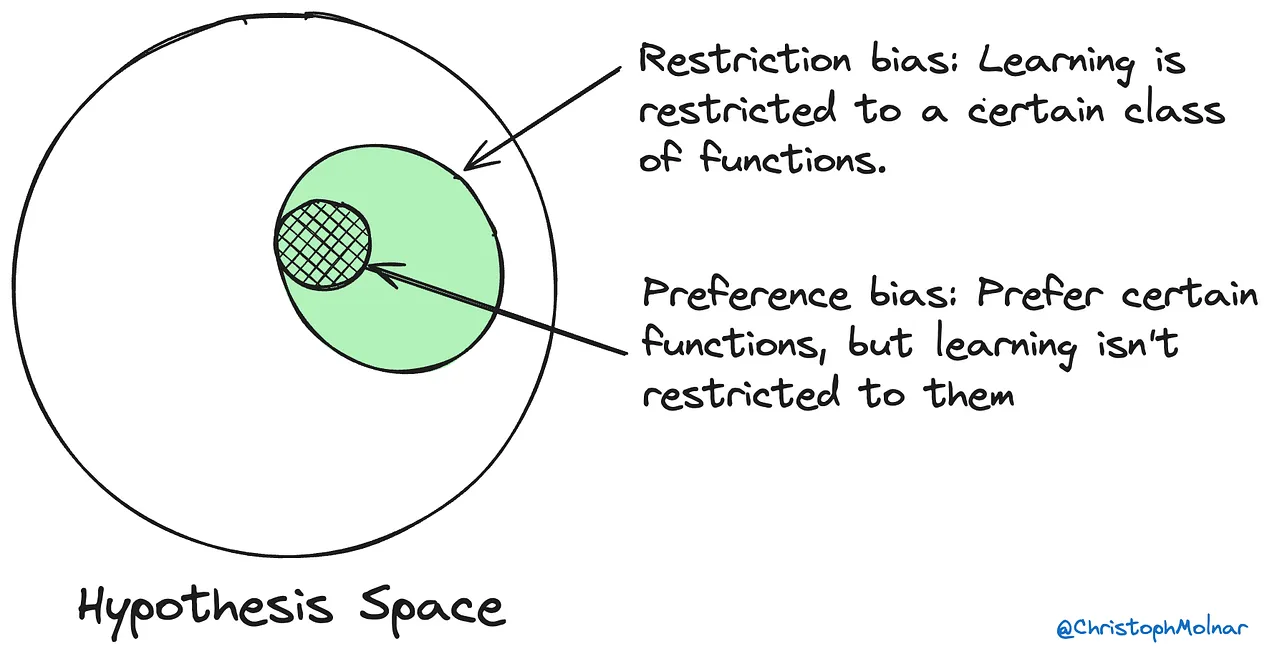 Restriction bias: Learning is
restricted to a certain class
of functions.
Preference bias: Prefer certain
functions, but learning isn't
restricted to them
Hypothesis Space
@ChristophMolnar